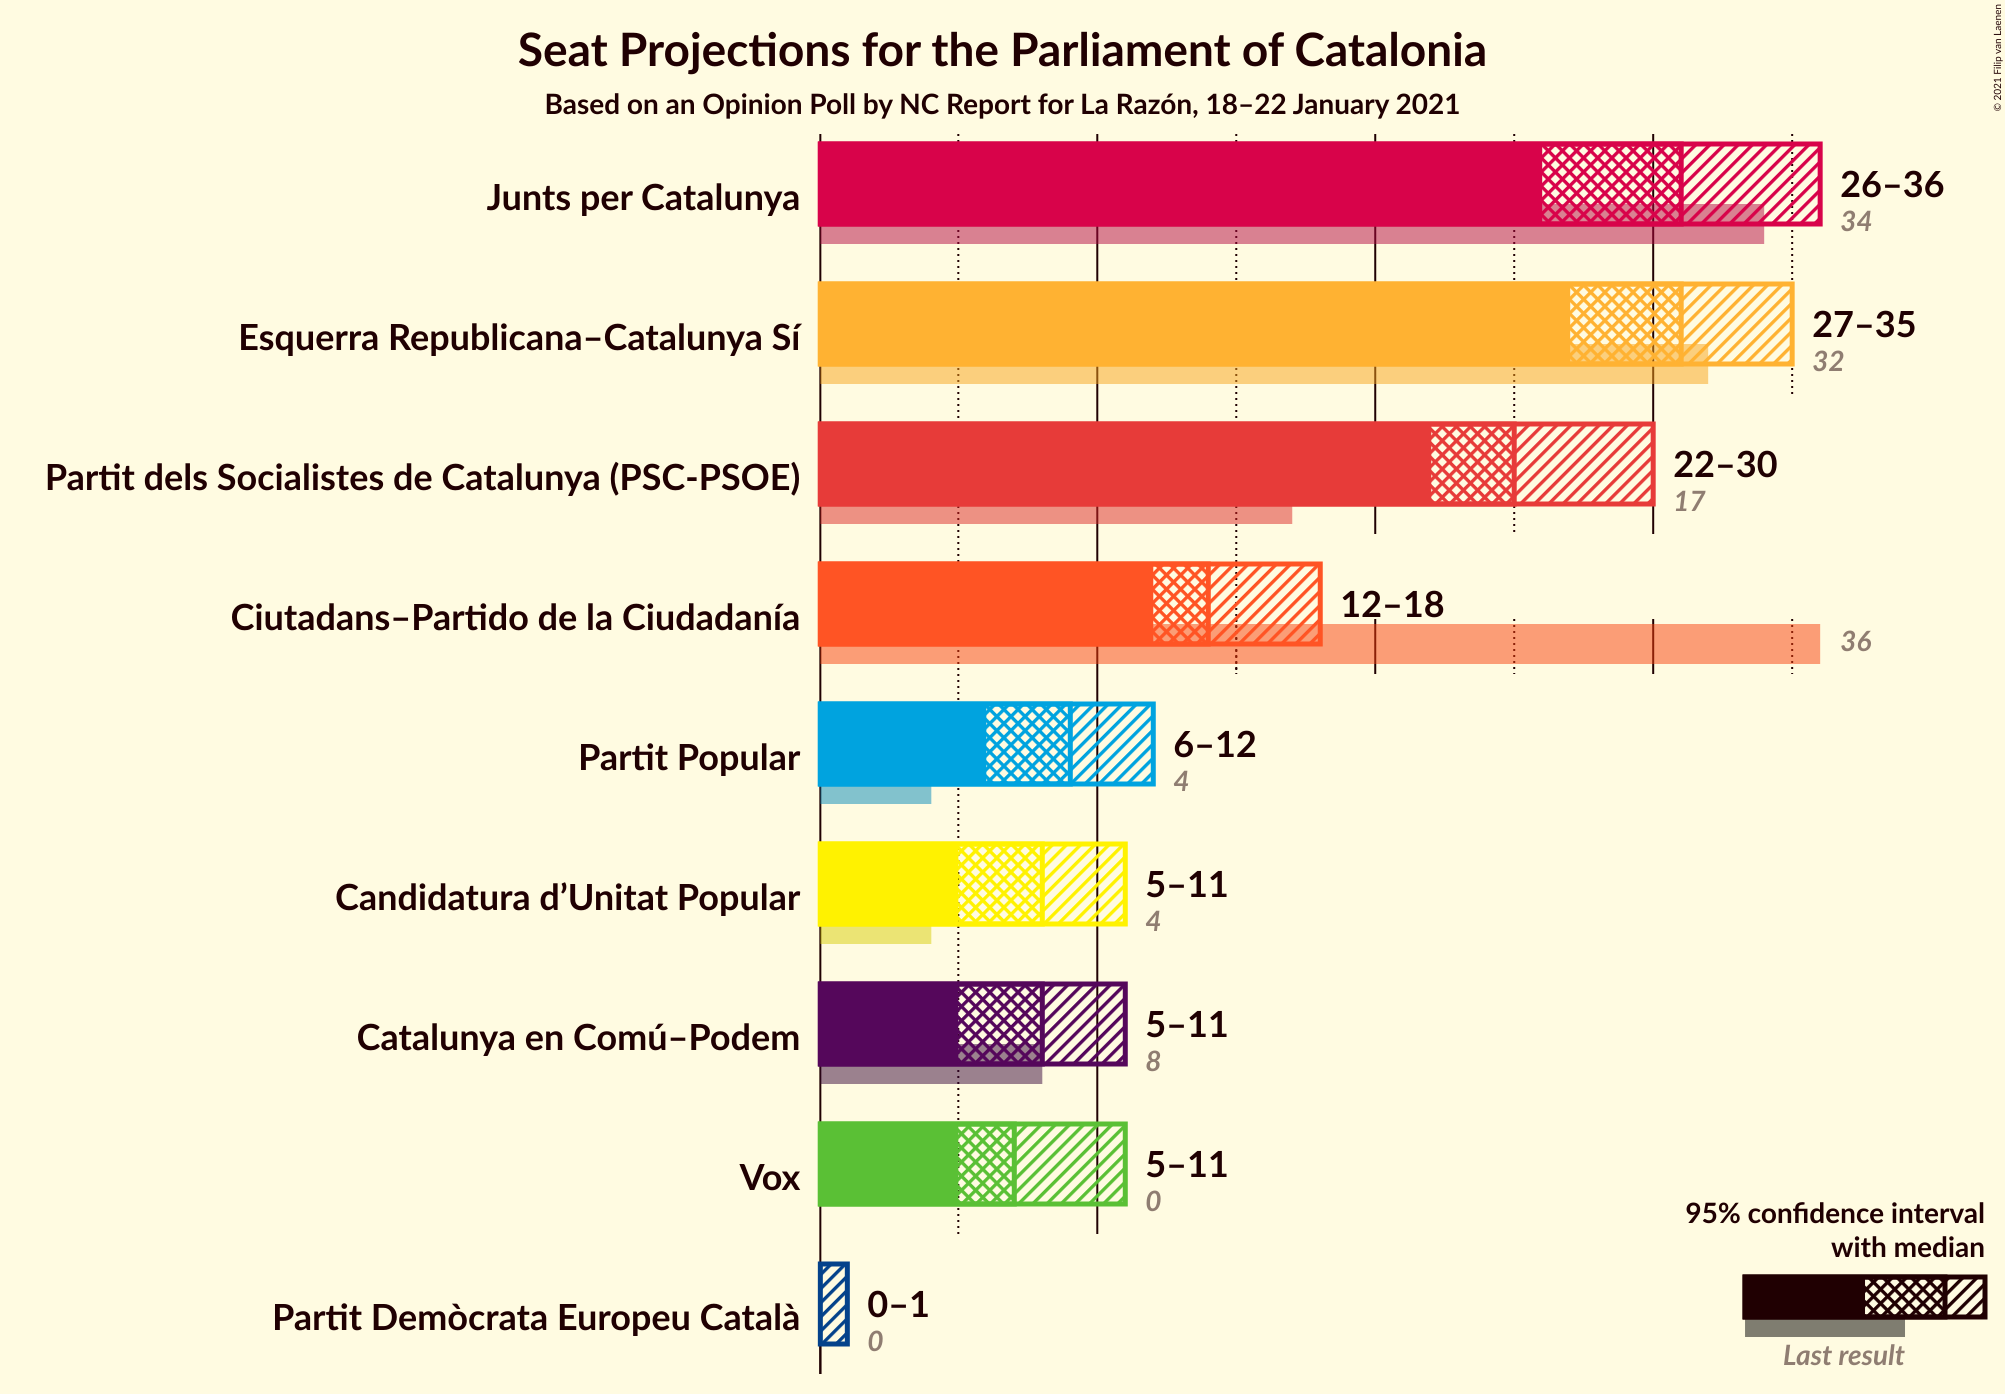 Seat Projections for the Parliament of Catalonia
Based on an Opinion Poll by NC Report for La Razón, 18–22 January 2021
© 2021 Filip van Laenen
Junts per Catalunya
26–36
34
Esquerra Republicana–Catalunya Sí
27–35
32
Partit dels Socialistes de Catalunya (PSC-PSOE)
22–30
17
Ciutadans–Partido de la Ciudadanía
12–18
36
Partit Popular
6–12
4
Candidatura d’Unitat Popular
5–11
4
Catalunya en Comú–Podem
5–11
8
Vox
5–11
0
Partit Demòcrata Europeu Català
0–1
0
95% confidence interval
with median
Last result